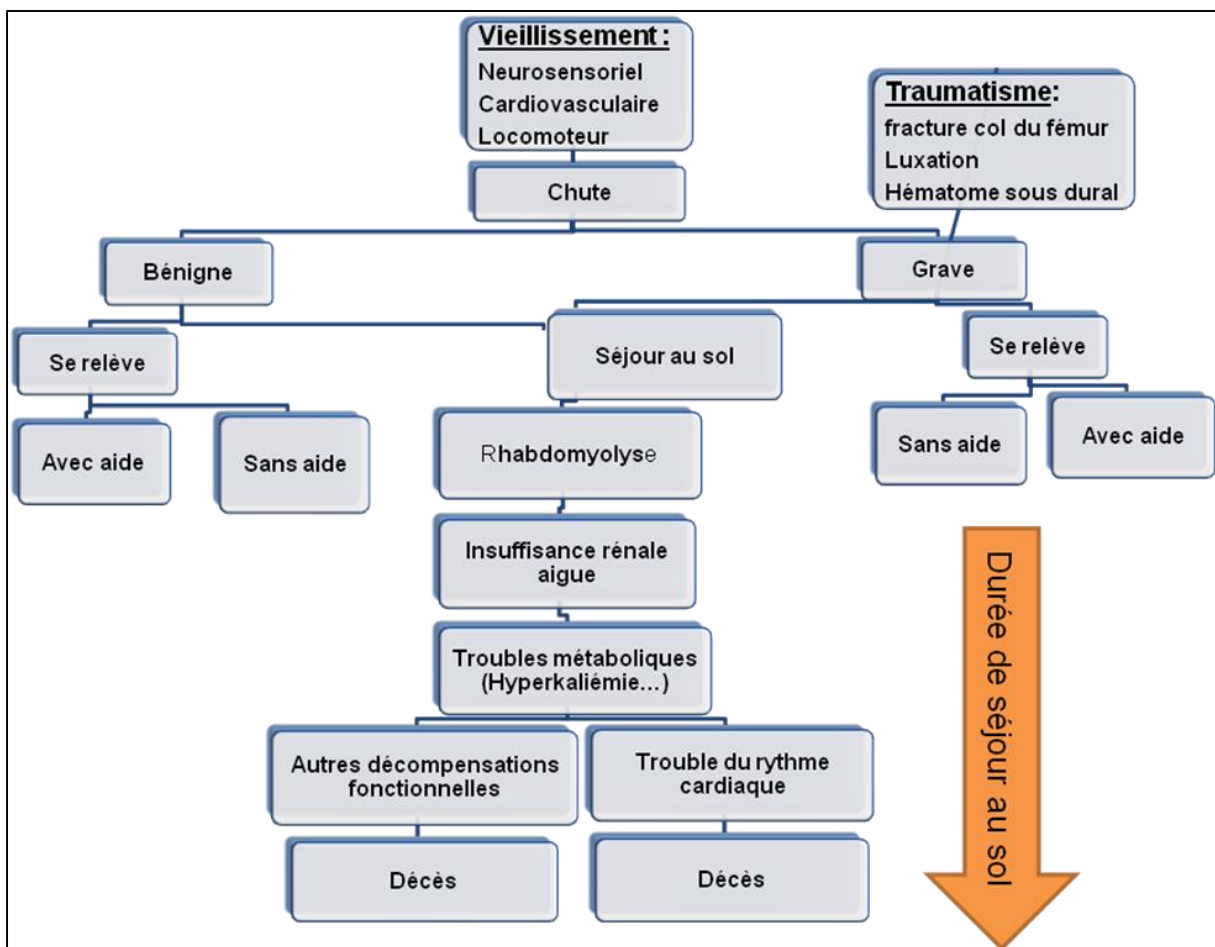 Vieillissement :
Neurosensoriel
Cardiovasculaire
Locomoteur
Traumatisme:
fracture col du fémur
Luxation
Hématome sous dural
Chute
Bénigne
Grave
Se relève
Séjour au sol
Se relève
Avec aide
Sans aide
Rhabdomyolyse
Sans aide
Avec aide
Insuffisance rénale
aigue
Troubles métaboliques
(Hyperkaliémie...)
Autres décompensations
fonctionnelles
Trouble du rythme
cardiaque
Décès
Décès
Durée de séjour au sol